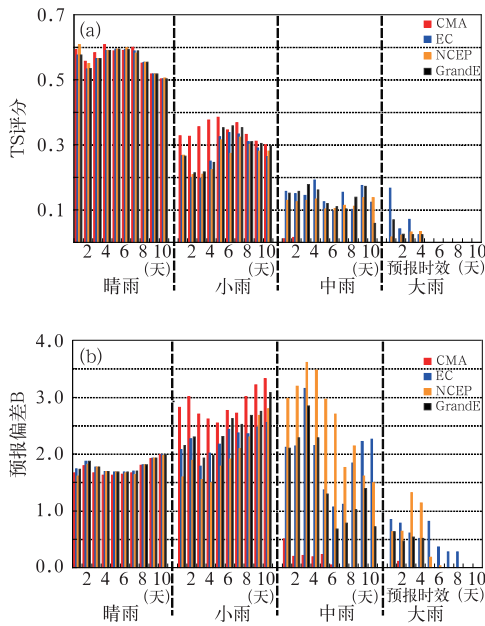 (a)
0.7
0.5
0.3
0.1
TS评分
CMA
EC
NCEP
GrandE
2 4 6 8 10 2 4 6 8 10 2 4 6 8 10 2 4 6 8 10
(天) (天) (天) 预报时效 (天)
晴雨 小雨 中雨 大雨
(b)
4.0
3.0
2.0
1.0
0.0
预报偏差B
CMA
EC
NCEP
GrandE
2 4 6 8 10 2 4 6 8 10 2 4 6 8 10 2 4 6 8 10
(天) (天) (天) 预报时效 (天)
晴雨 小雨 中雨 大雨